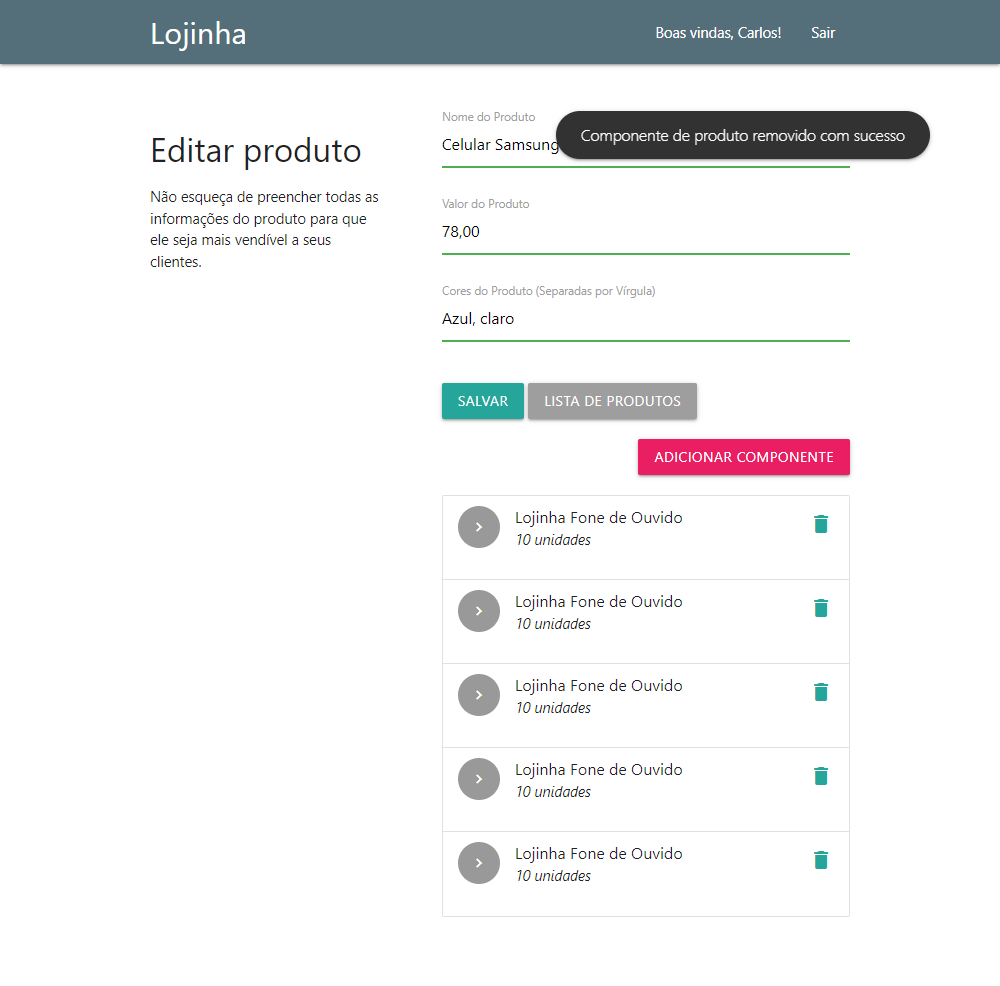 Lojinha
Boas vindas, Carlos!
Sair
Editar produto
Não esqueça de preencher todas as
informações do produto para que
ele seja mais vendível a seus
clientes.
Nome do Produto
Celular Samsung
Componente de produto removido com sucesso
Valor do Produto
78,00
Cores do Produto (Separadas por Vírgula)
Azul, claro
SALVAR
LISTA DE PRODUTOS
ADICIONAR COMPONENTE
Lojinha Fone de Ouvido
10 unidades
Lojinha Fone de Ouvido
10 unidades
Lojinha Fone de Ouvido
10 unidades
Lojinha Fone de Ouvido
10 unidades
Lojinha Fone de Ouvido
10 unidades